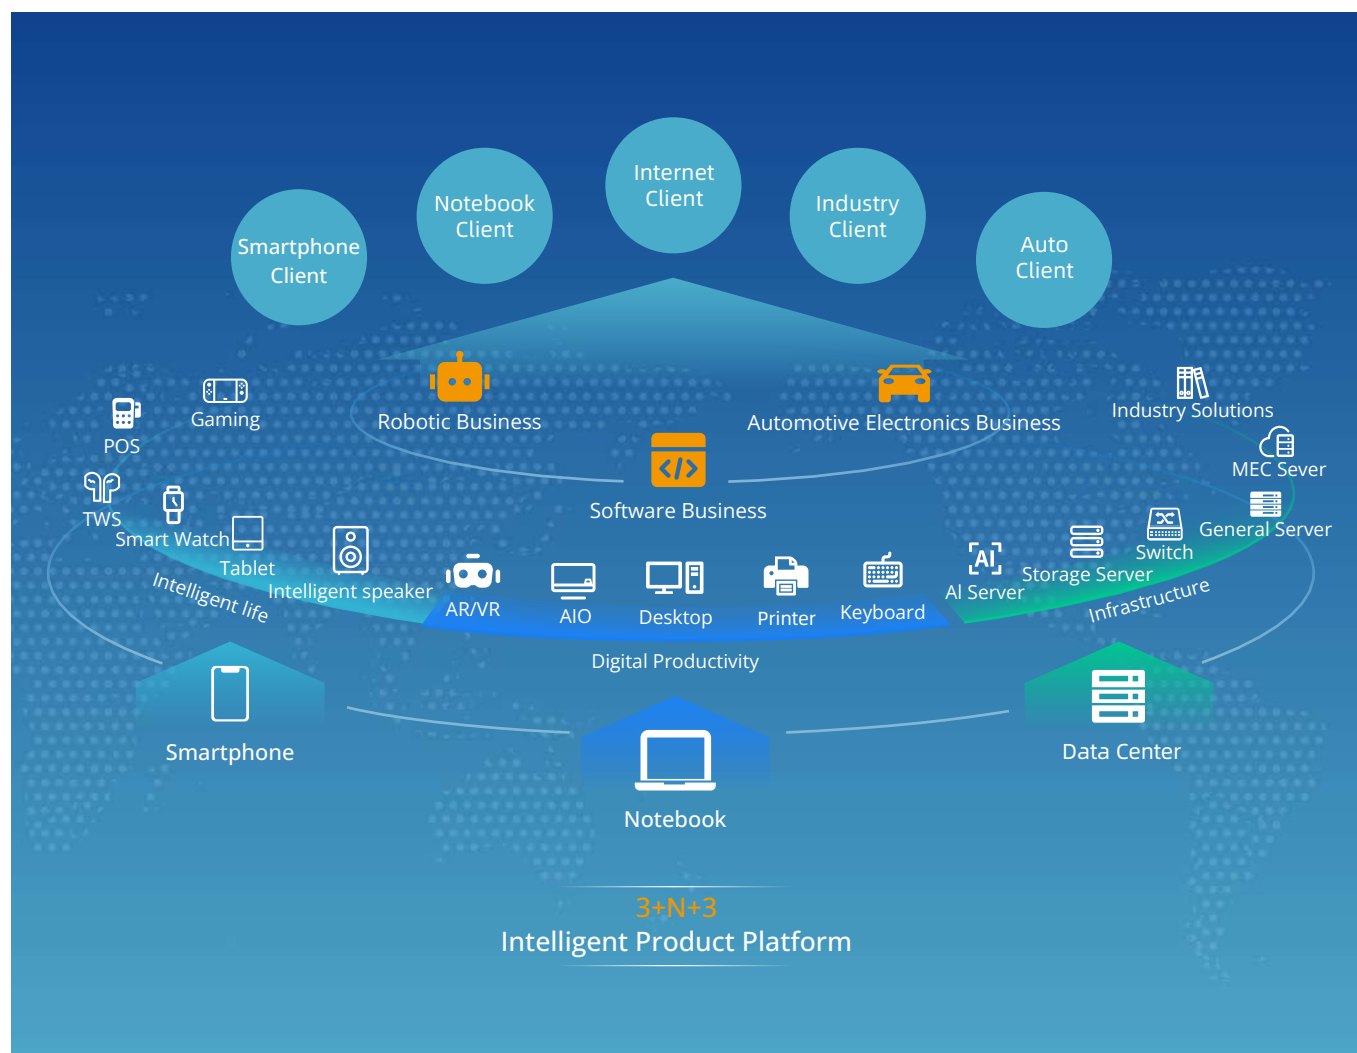 Internet
Client
Notebook
Client
Industry
Client
Smartphone
Client
Auto
Client
Gaming
POS
TWS
Smart Watch
Tablet
Intelligent speaker
Intelligent life
Robotic Business
Automotive Electronics Business
</>
Software Business
Industry Solutions
MEC Sever
General Server
Switch
Storage Server
AI
AI Server
Infrastructure
AR/VR
AIO
Desktop
Printer
Keyboard
Digital Productivity
Smartphone
Notebook
Data Center
3+N+3
Intelligent Product Platform